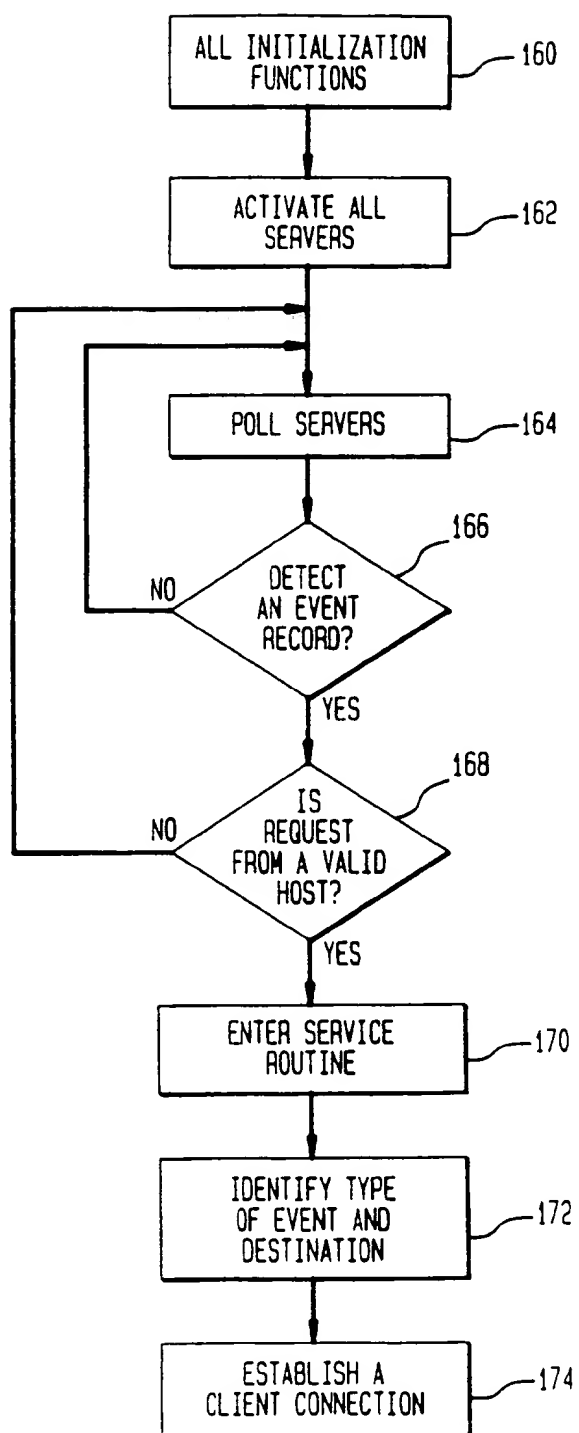 ALL INITIALIZATION
FUNCTIONS
160
ACTIVATE ALL
SERVERS
162
POLL SERVERS
164
166
NO
DETECT
AN EVENT
RECORD?
YES
168
NO
IS
REQUEST
FROM A VALID
HOST?
YES
ENTER SERVICE
ROUTINE
170
IDENTIFY TYPE
OF EVENT AND
DESTINATION
172
ESTABLISH A
CLIENT CONNECTION
174